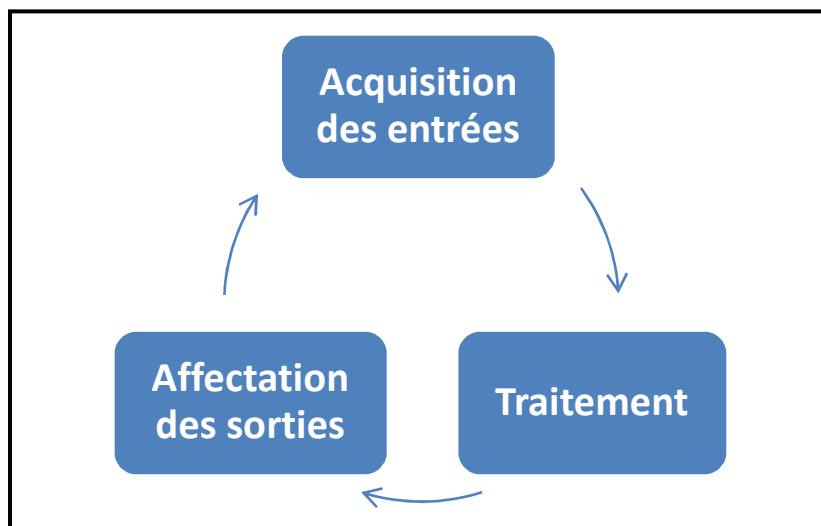 Acquisition
des entrées
Traitement
Affectation
des sorties